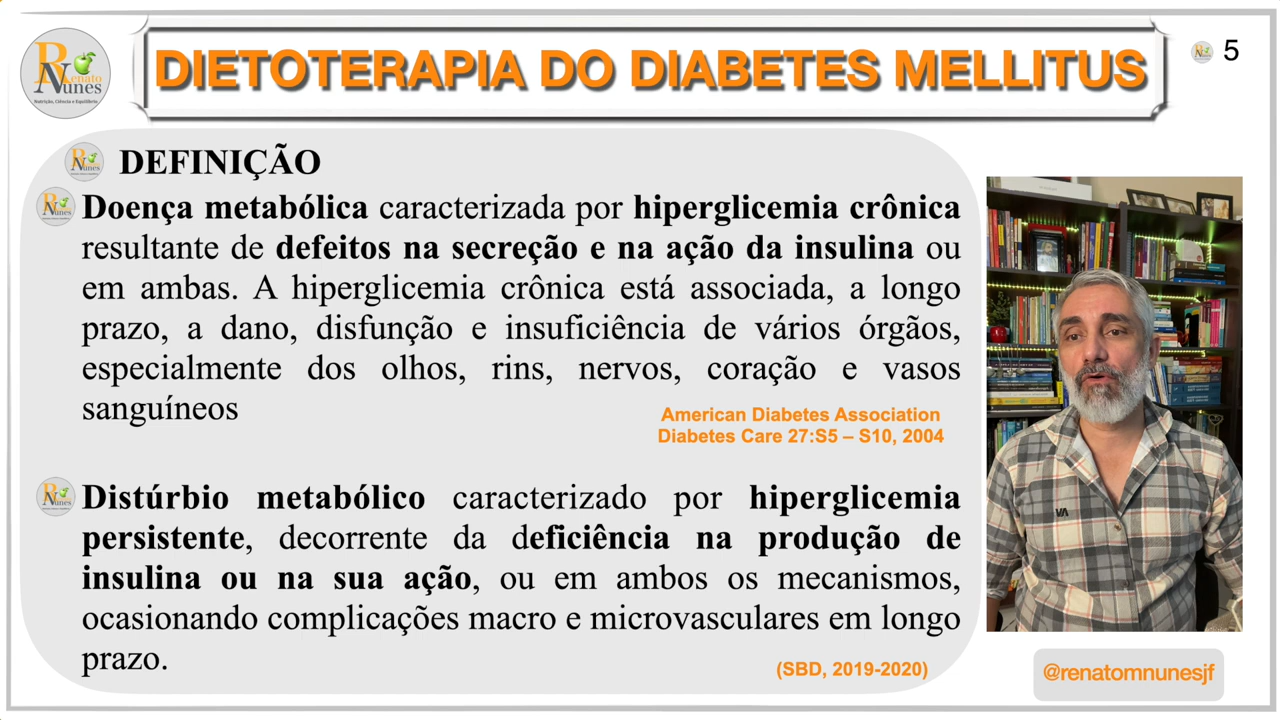 Renato
Nunes
Nutrição, Ciência e Equilíbrio
DIETOTERAPIA DO DIABETES MELLITUS
5
DEFINIÇÃO
Doença metabólica caracterizada por hiperglicemia crônica
resultante de defeitos na secreção e na ação da insulina ou
em ambas. A hiperglicemia crônica está associada, a longo
prazo, a dano, disfunção e insuficiência de vários órgãos,
especialmente dos olhos, rins, nervos, coração e vasos
sanguíneos
American Diabetes Association
Diabetes Care 27:S5 – S10, 2004
Distúrbio metabólico caracterizado por hiperglicemia
persistente, decorrente da deficiência na produção de
insulina ou na sua ação, ou em ambos os mecanismos,
ocasionando complicações macro e microvasculares em longo
prazo.
(SBD, 2019-2020)
@renatomnunesjf